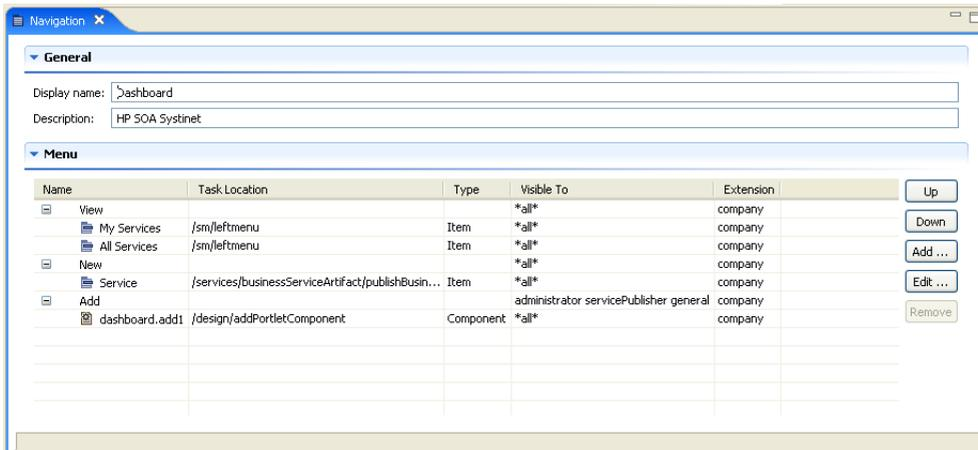 Navigation
General
Display name: Dashboard
Description: HP SOA Systinet
Menu
Name Task Location Type Visible To Extension
View *all* company
My Services /sm/leftmenu Item *all* company
All Services /sm/leftmenu Item *all* company
New *all* company
Service /services/businessServiceArtifact/publishBusin... Item *all* company
Add administrator servicePublisher general company
dashboard.add1 /design/addPortletComponent Component *all* company
Up
Down
Add ...
Edit ...
Remove